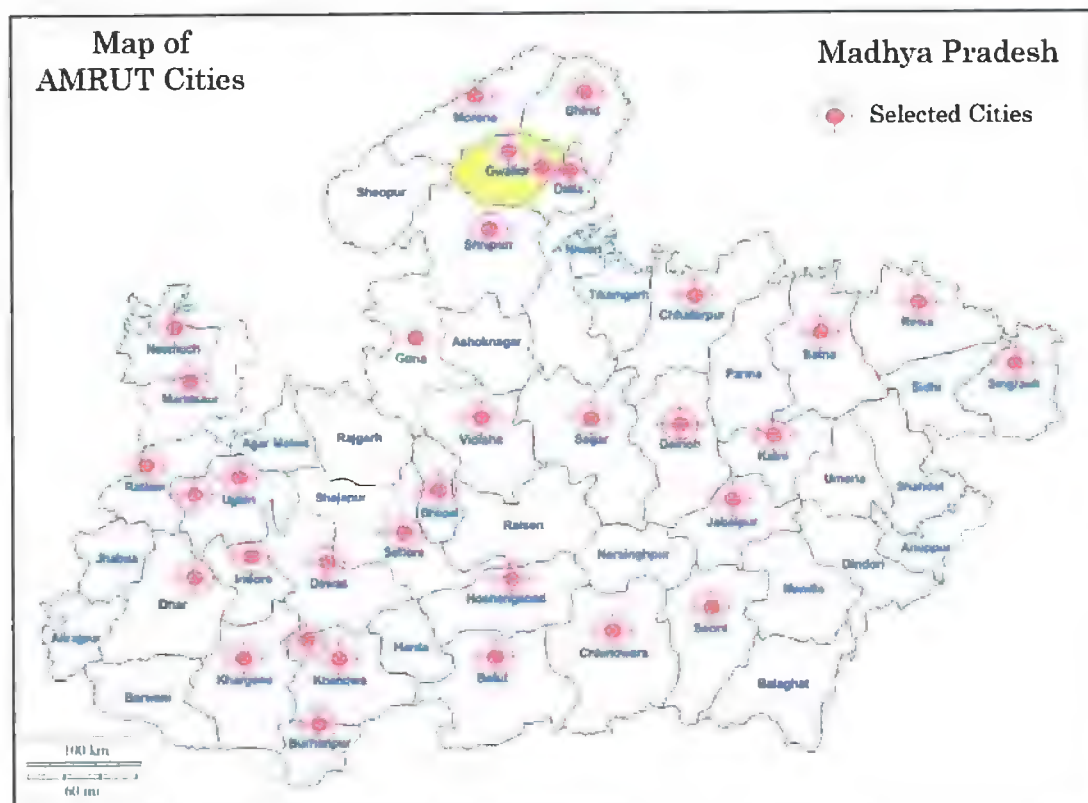 Map of
AMRUT Cities
Madhya Pradesh
Selected Cities
Morena
Bhind
Gwalior
Datia
Sheopur
Shivpuri
Niwari
Tikamgarh
Chhatarpur
Rewa
Neemuch
Guna
Ashoknagar
Satna
Panna
Sidhi
Singrauli
Mandsaur
Agar Malwa
Rajgarh
Vidisha
Sagar
Damoh
Katni
Umaria
Shahdol
Ratlam
Ujjain
Shajapur
Bhopal
Raisen
Jabalpur
Narsinghpur
Sehore
Anuppur
Dindori
Jhabua
Indore
Dewas
Hoshangabad
Mandla
Dhar
Seoni
Alirajpur
Harda
Chhindwara
Khargone
Khandwa
Betul
Barwani
Balaghat
Burhanpur
100 km
60 mi